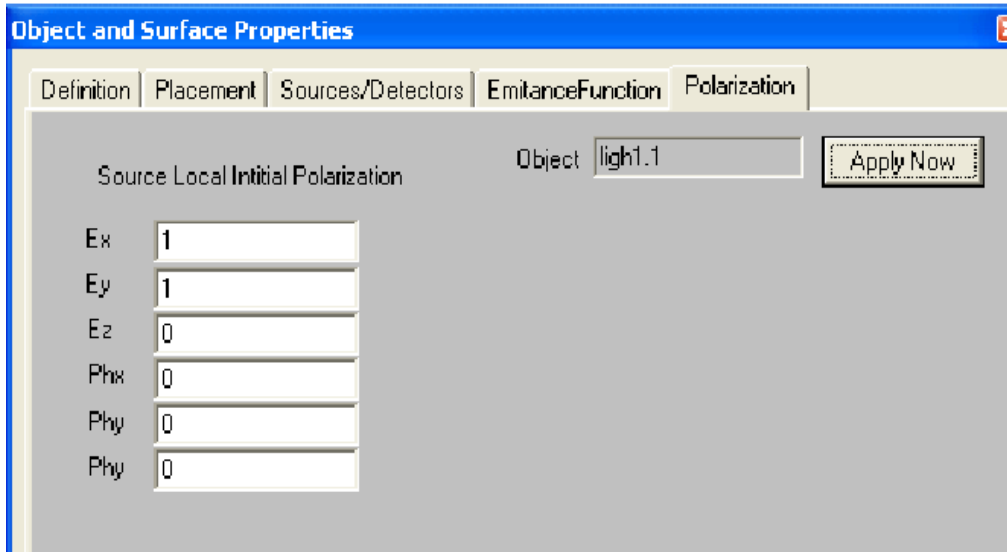 Object and Surface Properties
Definition Placement Sources/Detectors EmitanceFunction Polarization
Object ligh1.1 Apply Now
Source Local Intitial Polarization
Ex 1
Ey 1
Ez 0
Phx 0
Phy 0
Phy 0